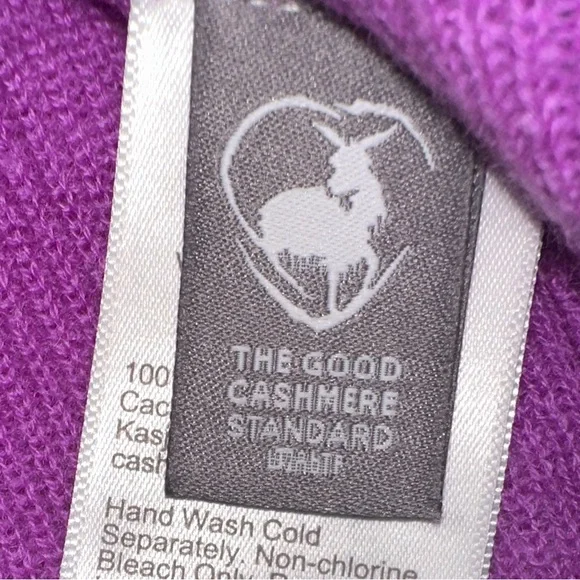 THE GOOD
CASHMERE
STANDARD
100
Cac
Kas
cash
Hand Wash Cold
Separately. Non-chlorine
Bleach Only.